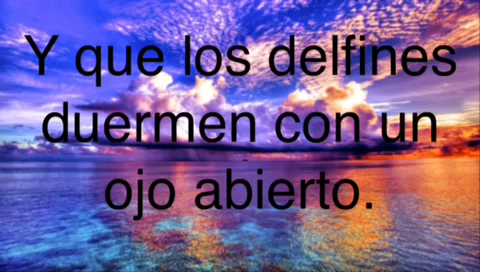 Y que los delfines
duermen con un
ojo abierto.